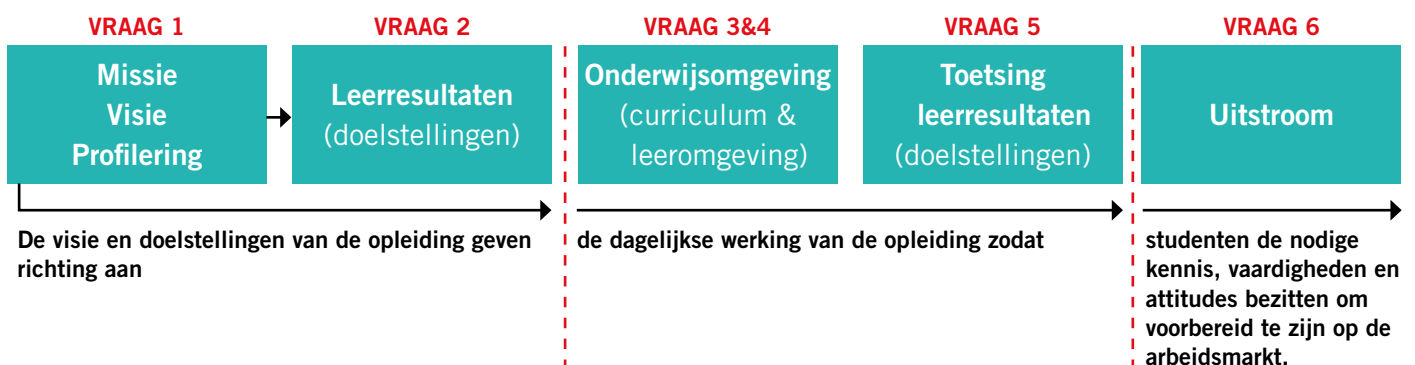 VRAAG 1
Missie
Visie
Profilering
VRAAG 2
Leerresultaten
(doelstellingen)
VRAAG 3&4
Onderwijsomgeving
(curriculum &
leeromgeving)
VRAAG 5
Toetsing
leerresultaten
(doelstellingen)
VRAAG 6
Uitstroom
De visie en doelstellingen van de opleiding geven
richting aan
de dagelijkse werking van de opleiding zodat
studenten de nodige
kennis, vaardigheden en
attitudes bezitten om
voorbereid te zijn op de
arbeidsmarkt.